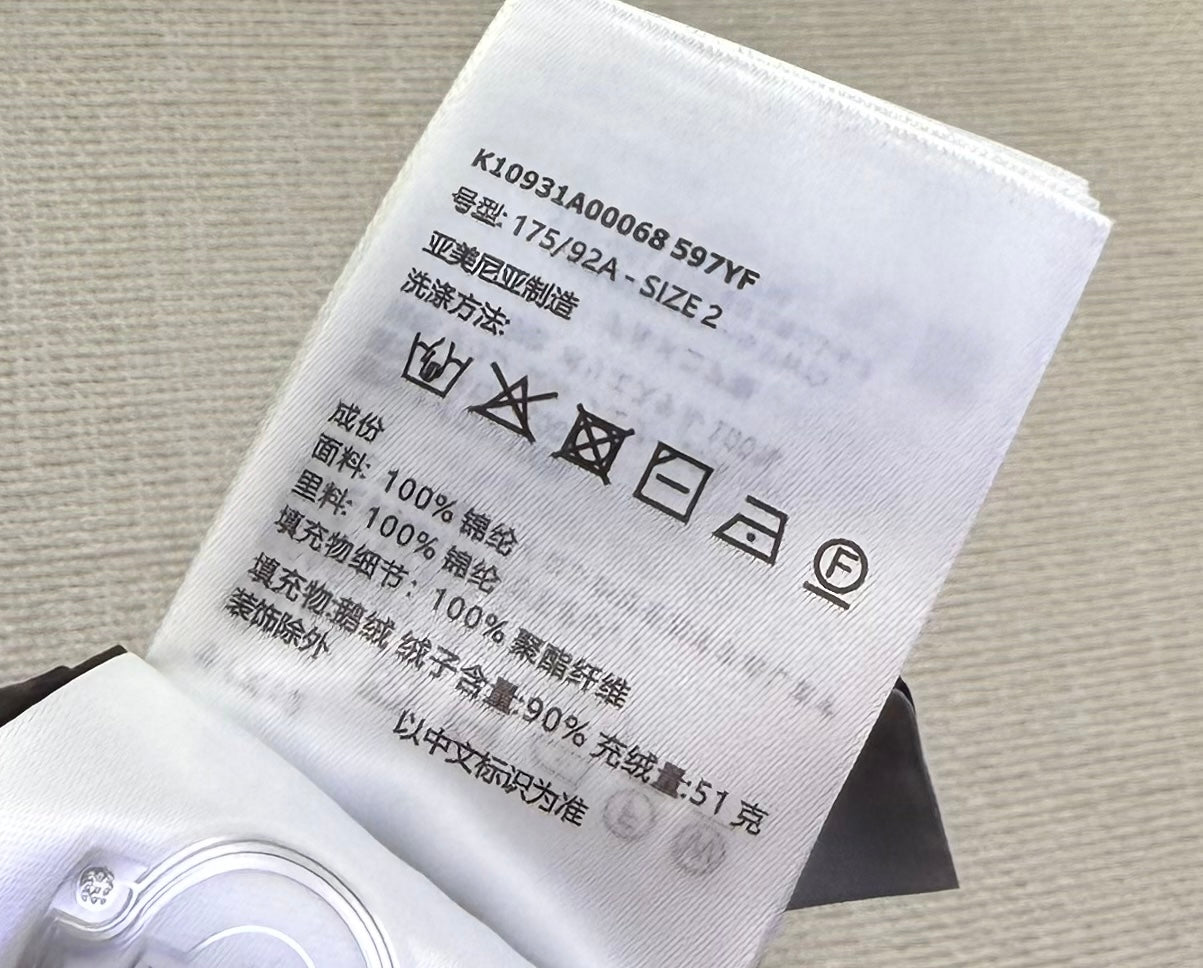 K10931A00068 597YF
号型: 175/92A - SIZE 2
亚美尼亚制造
洗涤方法:
F
成份
面料: 100% 锦纶
里料: 100% 锦纶
填充物细节: 100% 聚酯纤维
填充物:鹅绒 绒子含量:90% 充绒量:51 克
装饰除外
以中文标识为准